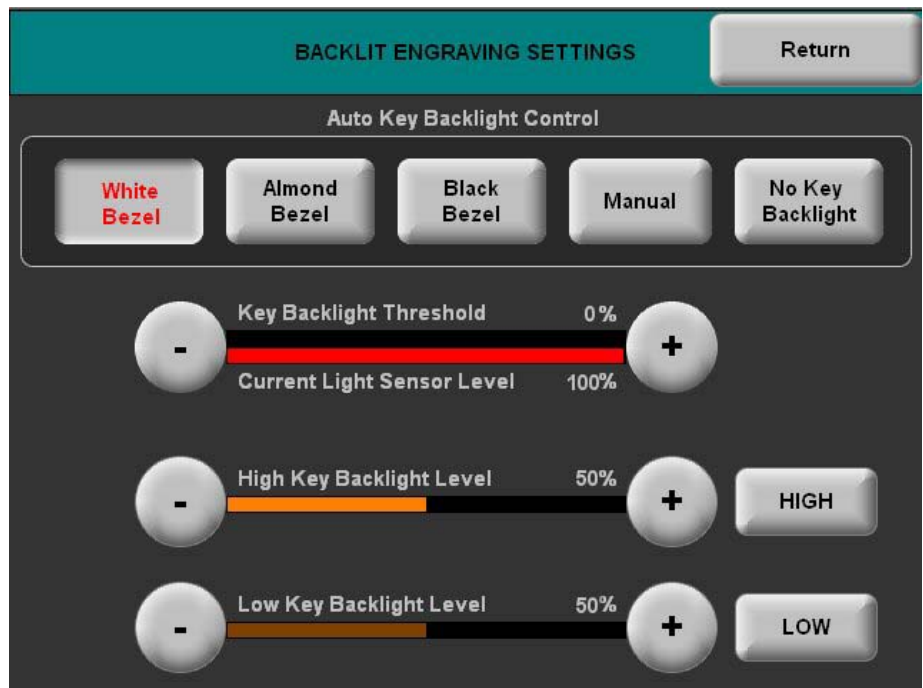 BACKLIT ENGRAVING SETTINGS
Return
Auto Key Backlight Control
White
Bezel
Almond
Bezel
Black
Bezel
Manual
No Key
Backlight
Key Backlight Threshold 0%
-
+
Current Light Sensor Level 100%
High Key Backlight Level 50%
-
+
HIGH
Low Key Backlight Level 50%
-
+
LOW